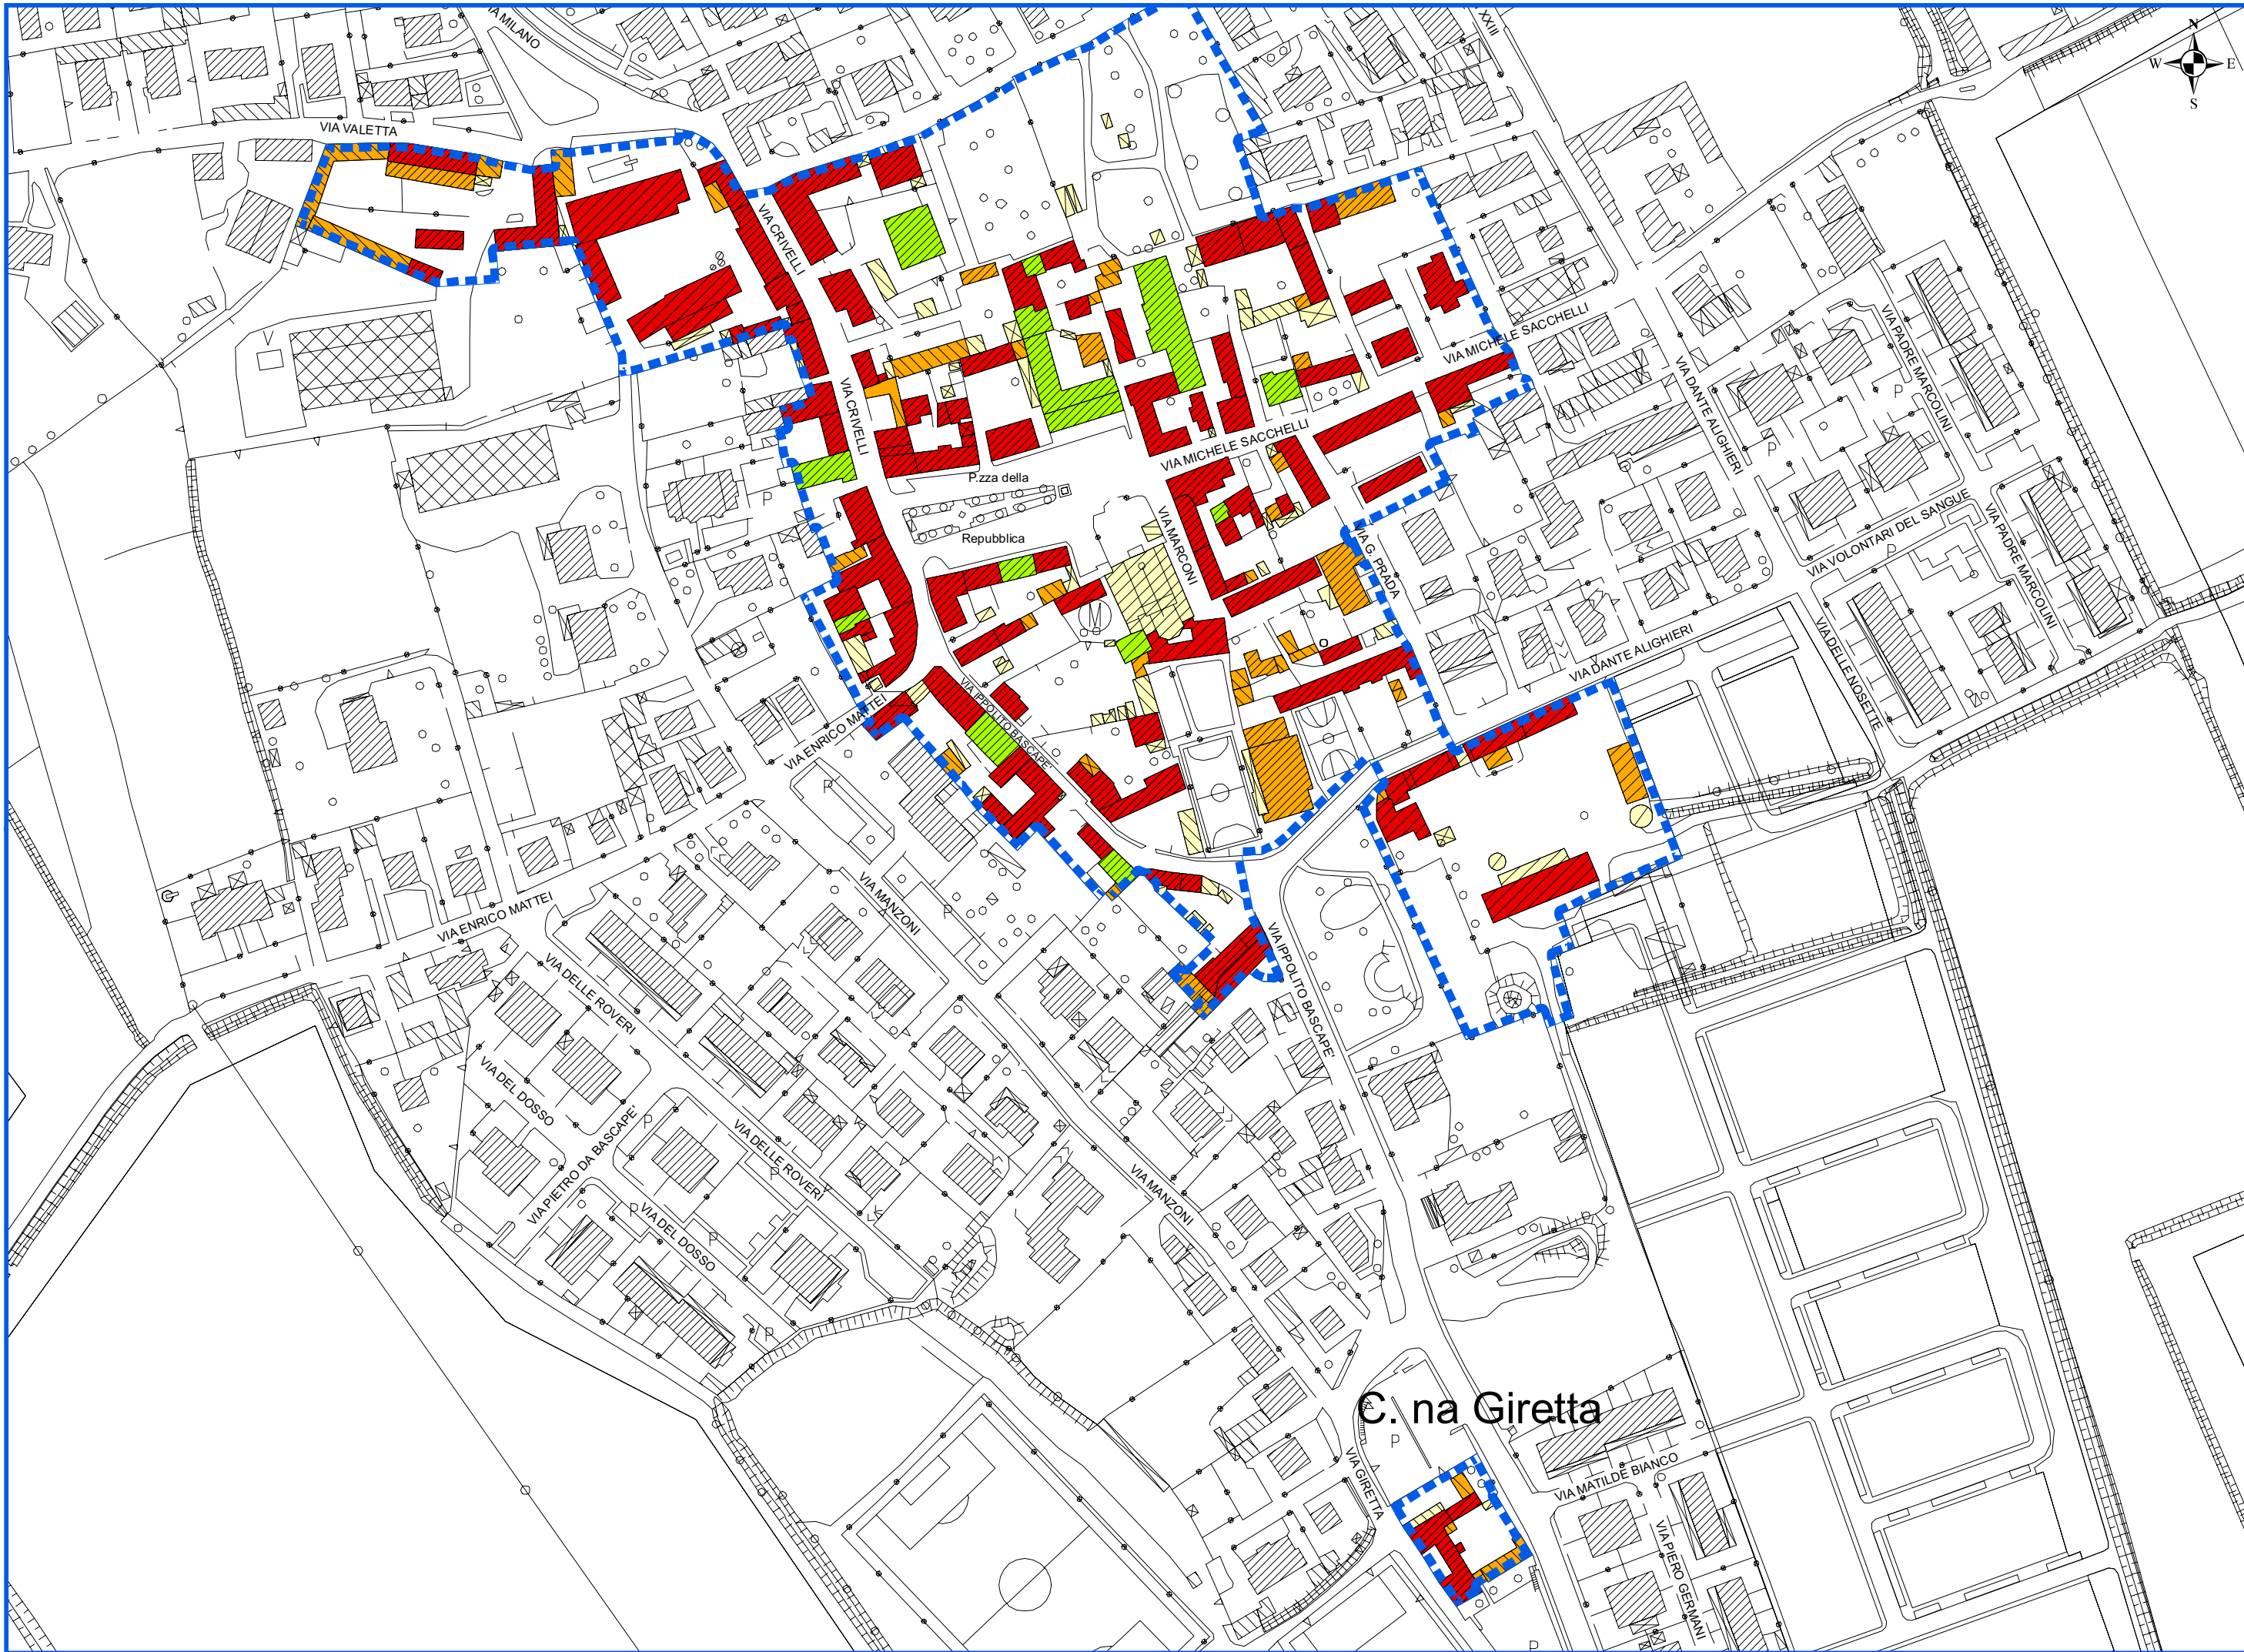 VIA MILANO
XXIII
N
W E
S
VIA VALETTA
VIA CRIVELLI
VIA MICHELE SACCHELLI
VIA PADRE MARCOLINI
VIA DANTE ALIGHIERI
VIA CRIVELLI
P
VIA MICHELE SACCHELLI
P
P.zza della
P
VIA MARCONI
VIA VOLONTARI DEL SANGUE
VIA PADRE MARCOLINI
Repubblica
P
VIA G. PRADA
VIA DANTE ALIGHIERI
VIA DELLE NOSETTE
VIA ENRICO MATTEI
VIA IPPOLITO BASCAPE'
P
VIA MANZONI
P
VIA ENRICO MATTEI
VIA IPPOLITO BASCAPE'
VIA DELLE ROVERI
VIA DEL DOSSO
P
VIA PIETRO DA BASCAPE'
VIA DELLE ROVERI
P
VIA MANZONI
P
VIA DEL DOSSO
P
P
C. na Giretta
P
VIA GIRETTA
VIA MATILDE BIANCO
VIA PIERO GERMANI
P